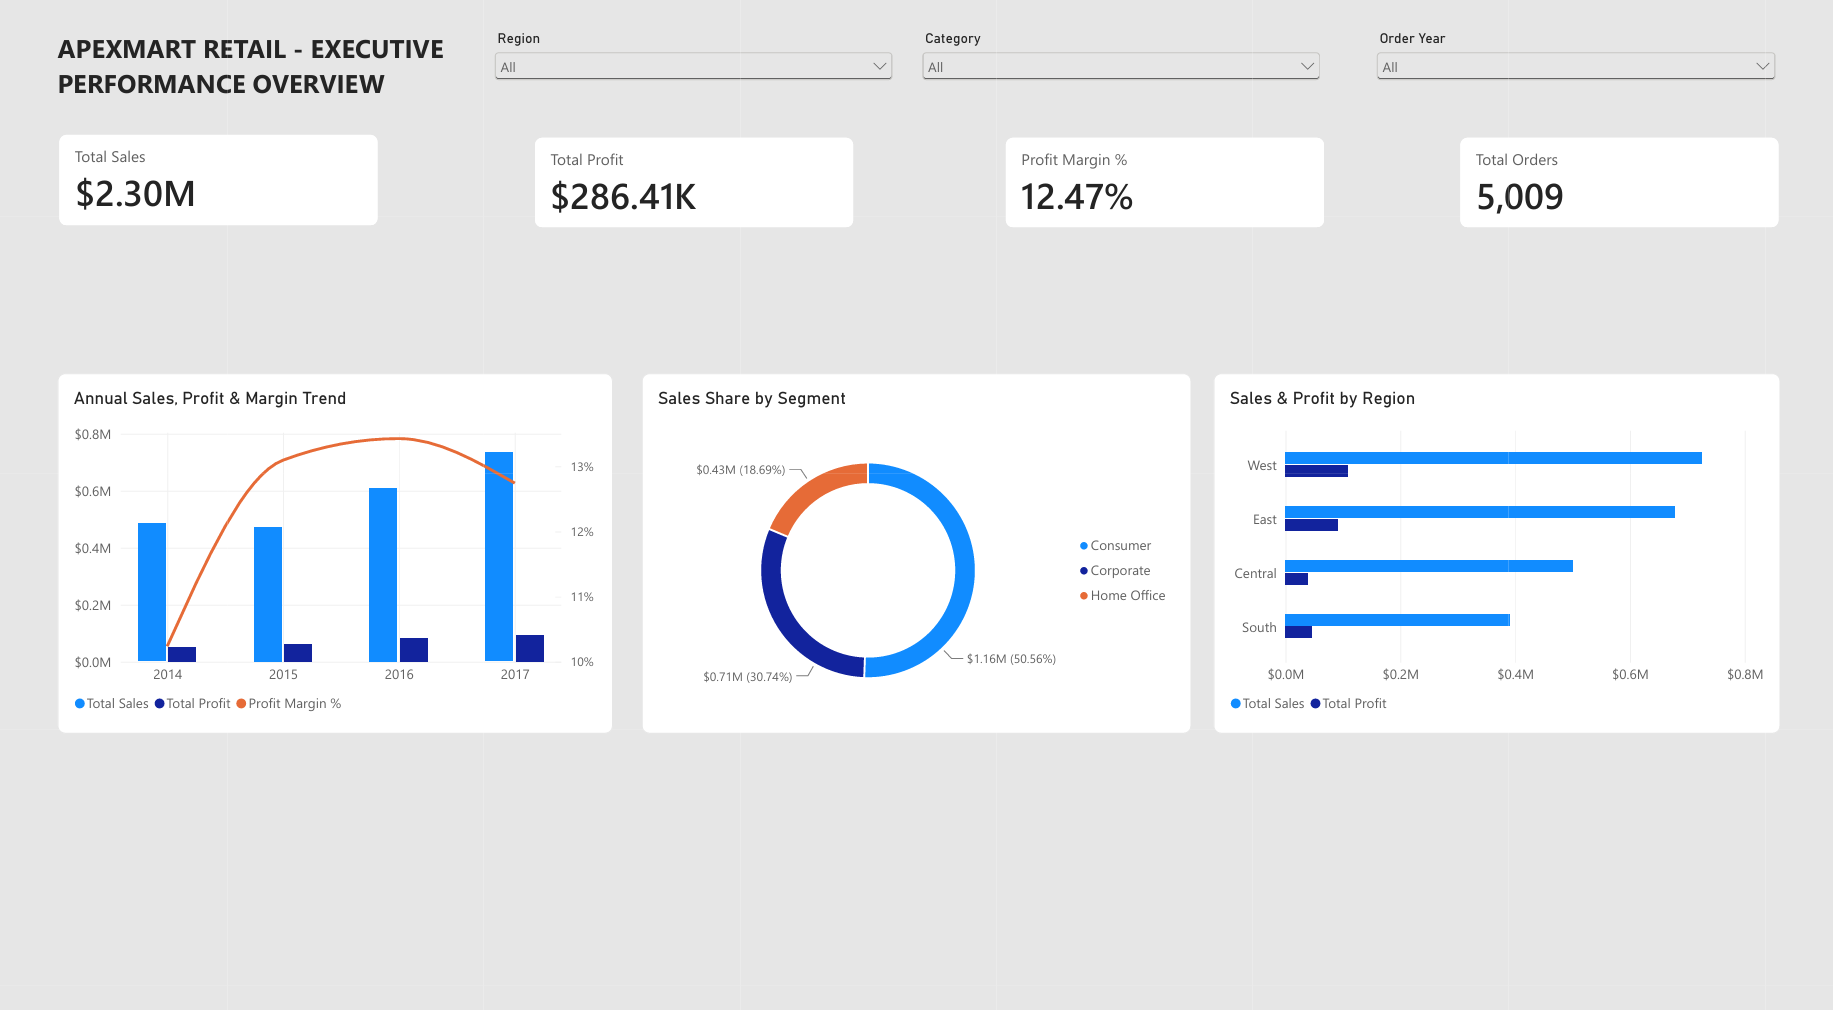 APEXMART RETAIL - EXECUTIVE
PERFORMANCE OVERVIEW
Region
All
Category
All
Order Year
All
Total Sales
$2.30M
Total Profit
$286.41K
Profit Margin %
12.47%
Total Orders
5,009
Annual Sales, Profit & Margin Trend
$0.8M
$0.6M
$0.4M
$0.2M
$0.0M
13%
12%
11%
10%
2014 2015 2016 2017
Total Sales Total Profit Profit Margin %
Sales Share by Segment
$0.43M (18.69%)
$0.71M (30.74%)
$1.16M (50.56%)
Consumer
Corporate
Home Office
Sales & Profit by Region
West
East
Central
South
$0.0M $0.2M $0.4M $0.6M $0.8M
Total Sales Total Profit